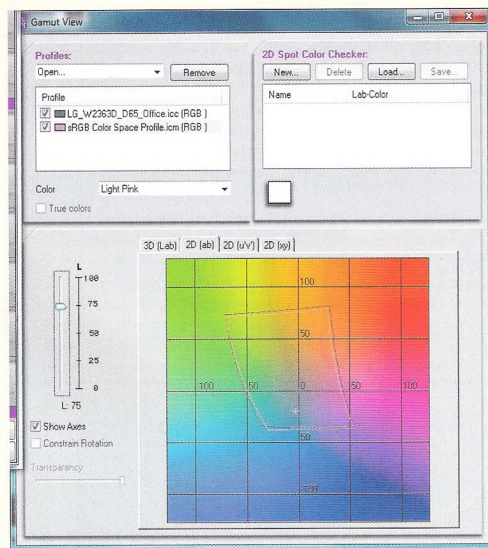 Gamut View
Profiles:
Open...
Remove
Profile
LG_W2363D_D65_Office.icc (RGB )
sRGB Color Space Profile.icm (RGB )
Color
Light Pink
True colors
2D Spot Color Checker:
New...
Delete
Load...
Save...
Name
Lab-Color
3D (Lab)
2D (ab)
2D (u'v')
2D (xy)
L
100
75
50
25
0
L: 75
Show Axes
Constrain Rotation
Transparency
100
50
-100
50
0
50
100
50
-100